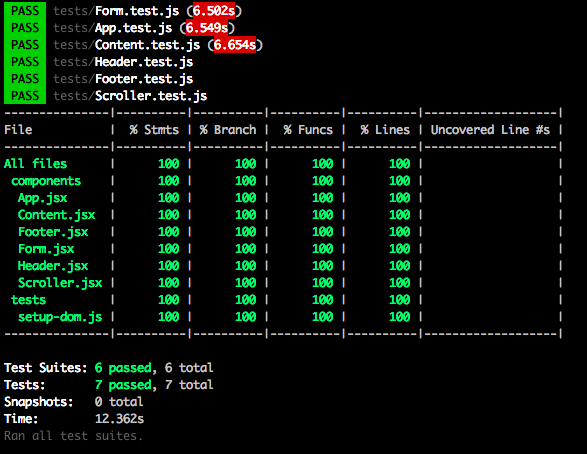 PASS tests/Form.test.js (6.502s)
PASS tests/App.test.js (6.549s)
PASS tests/Content.test.js (6.654s)
PASS tests/Header.test.js
PASS tests/Footer.test.js
PASS tests/Scroller.test.js
---------------|----------|----------|----------|----------|----------------|
File           |  % Stmts | % Branch |  % Funcs |  % Lines |Uncovered Line #s |
---------------|----------|----------|----------|----------|----------------|
All files      |      100 |      100 |      100 |      100 |                |
 components    |      100 |      100 |      100 |      100 |                |
  App.jsx      |      100 |      100 |      100 |      100 |                |
  Content.jsx  |      100 |      100 |      100 |      100 |                |
  Footer.jsx   |      100 |      100 |      100 |      100 |                |
  Form.jsx     |      100 |      100 |      100 |      100 |                |
  Header.jsx   |      100 |      100 |      100 |      100 |                |
  Scroller.jsx |      100 |      100 |      100 |      100 |                |
 tests         |      100 |      100 |      100 |      100 |                |
  setup-dom.js |      100 |      100 |      100 |      100 |                |
---------------|----------|----------|----------|----------|----------------|
Test Suites: 6 passed, 6 total
Tests:       7 passed, 7 total
Snapshots:   0 total
Time:        12.362s
Ran all test suites.